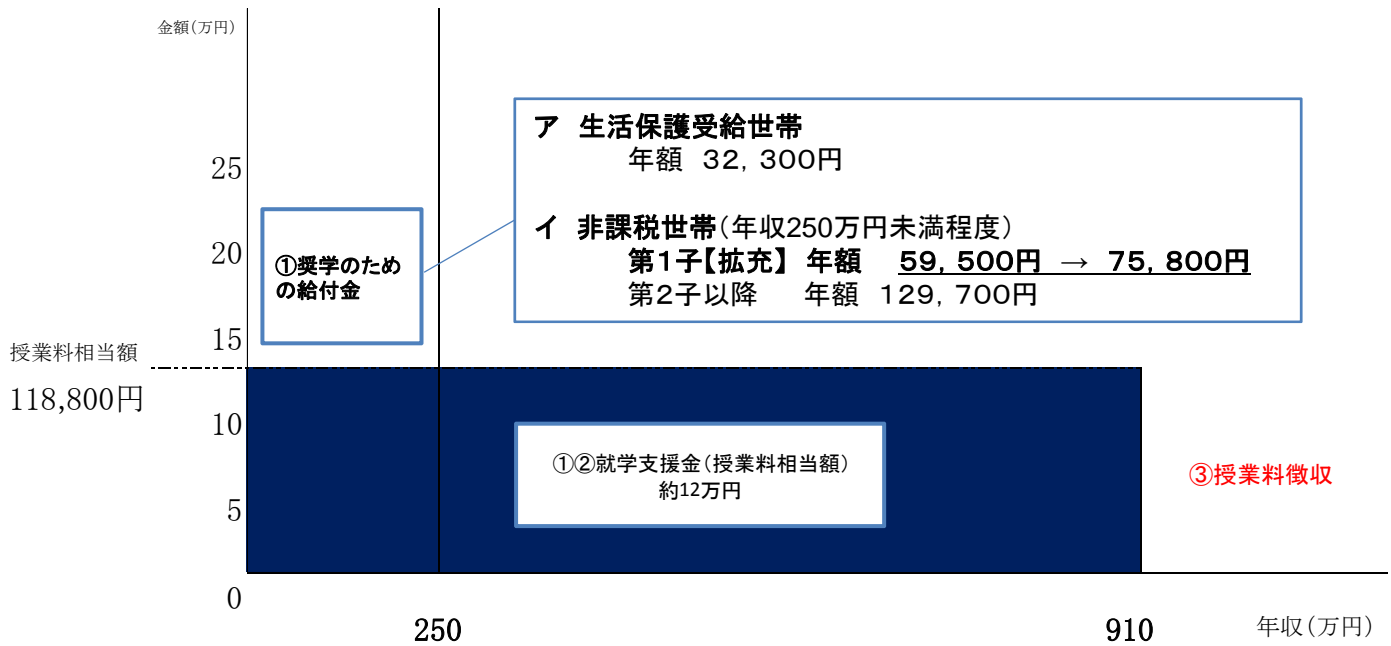 金額(万円)
ア 生活保護受給世帯
年額 32,300円
イ 非課税世帯(年収250万円未満程度)
第1子【拡充】 年額 59,500円 → 75,800円
第2子以降 年額 129,700円
25
20
①奨学のため
の給付金
15
授業料相当額
118,800円
10
①②就学支援金(授業料相当額)
約12万円
③授業料徴収
5
0
250
910
年収(万円)